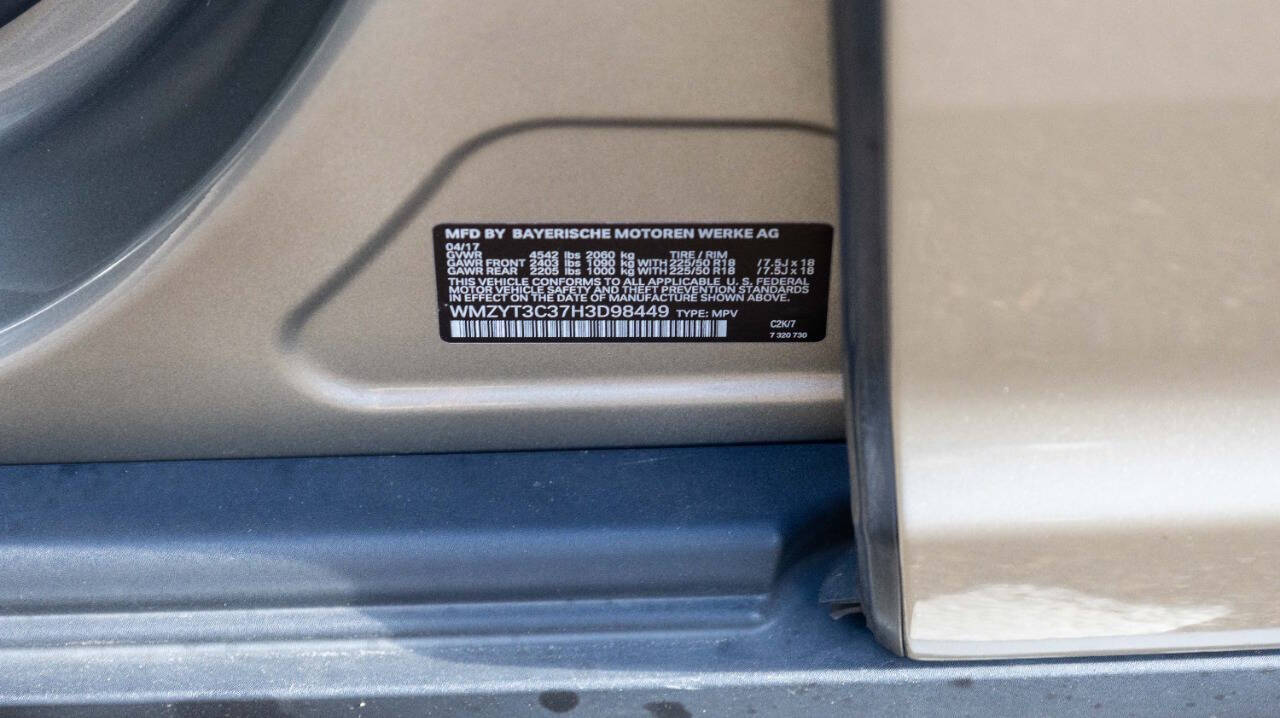 MFD BY BAYERISCHE MOTOREN WERKE AG
04/17
GVWR 4542 lbs 2060 kg TIRE / RIM
GAWR FRONT 2403 lbs 1090 kg WITH 225/50 R18 / 7.5J x 18
GAWR REAR 2205 lbs 1000 kg WITH 225/50 R18 / 7.5J x 18
THIS VEHICLE CONFORMS TO ALL APPLICABLE U. S. FEDERAL
MOTOR VEHICLE SAFETY AND THEFT PREVENTION STANDARDS
IN EFFECT ON THE DATE OF MANUFACTURE SHOWN ABOVE.
WMZYT3C37H3D98449 TYPE: MPV
C2K/7
7 320 730